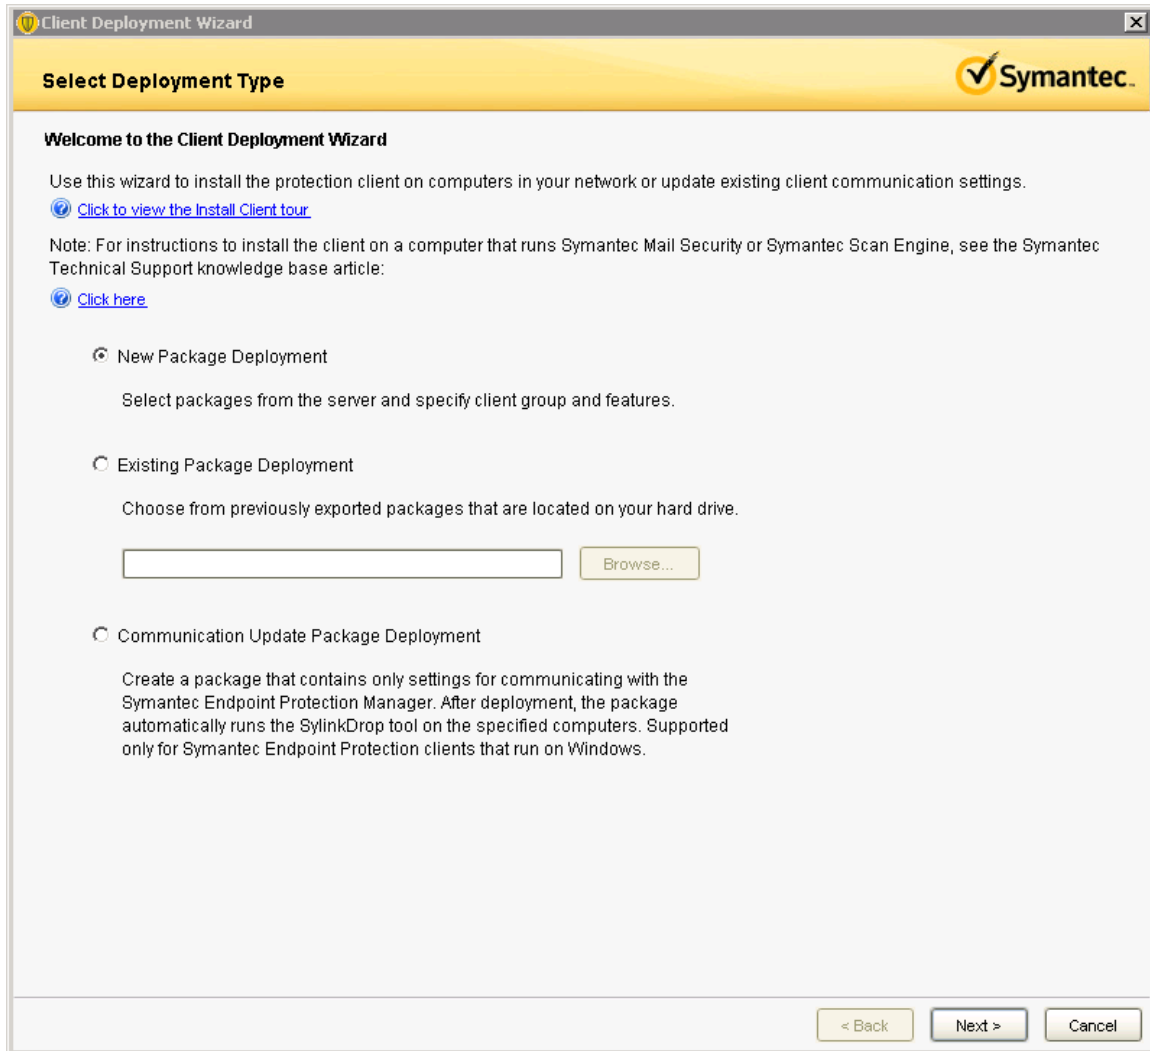 Client Deployment Wizard
Select Deployment Type
Symantec.
Welcome to the Client Deployment Wizard
Use this wizard to install the protection client on computers in your network or update existing client communication settings.
Click to view the Install Client tour
Note: For instructions to install the client on a computer that runs Symantec Mail Security or Symantec Scan Engine, see the Symantec
Technical Support knowledge base article:
Click here
New Package Deployment
Select packages from the server and specify client group and features.
Existing Package Deployment
Choose from previously exported packages that are located on your hard drive.
Browse...
Communication Update Package Deployment
Create a package that contains only settings for communicating with the
Symantec Endpoint Protection Manager. After deployment, the package
automatically runs the SylinkDrop tool on the specified computers. Supported
only for Symantec Endpoint Protection clients that run on Windows.
< Back
Next >
Cancel